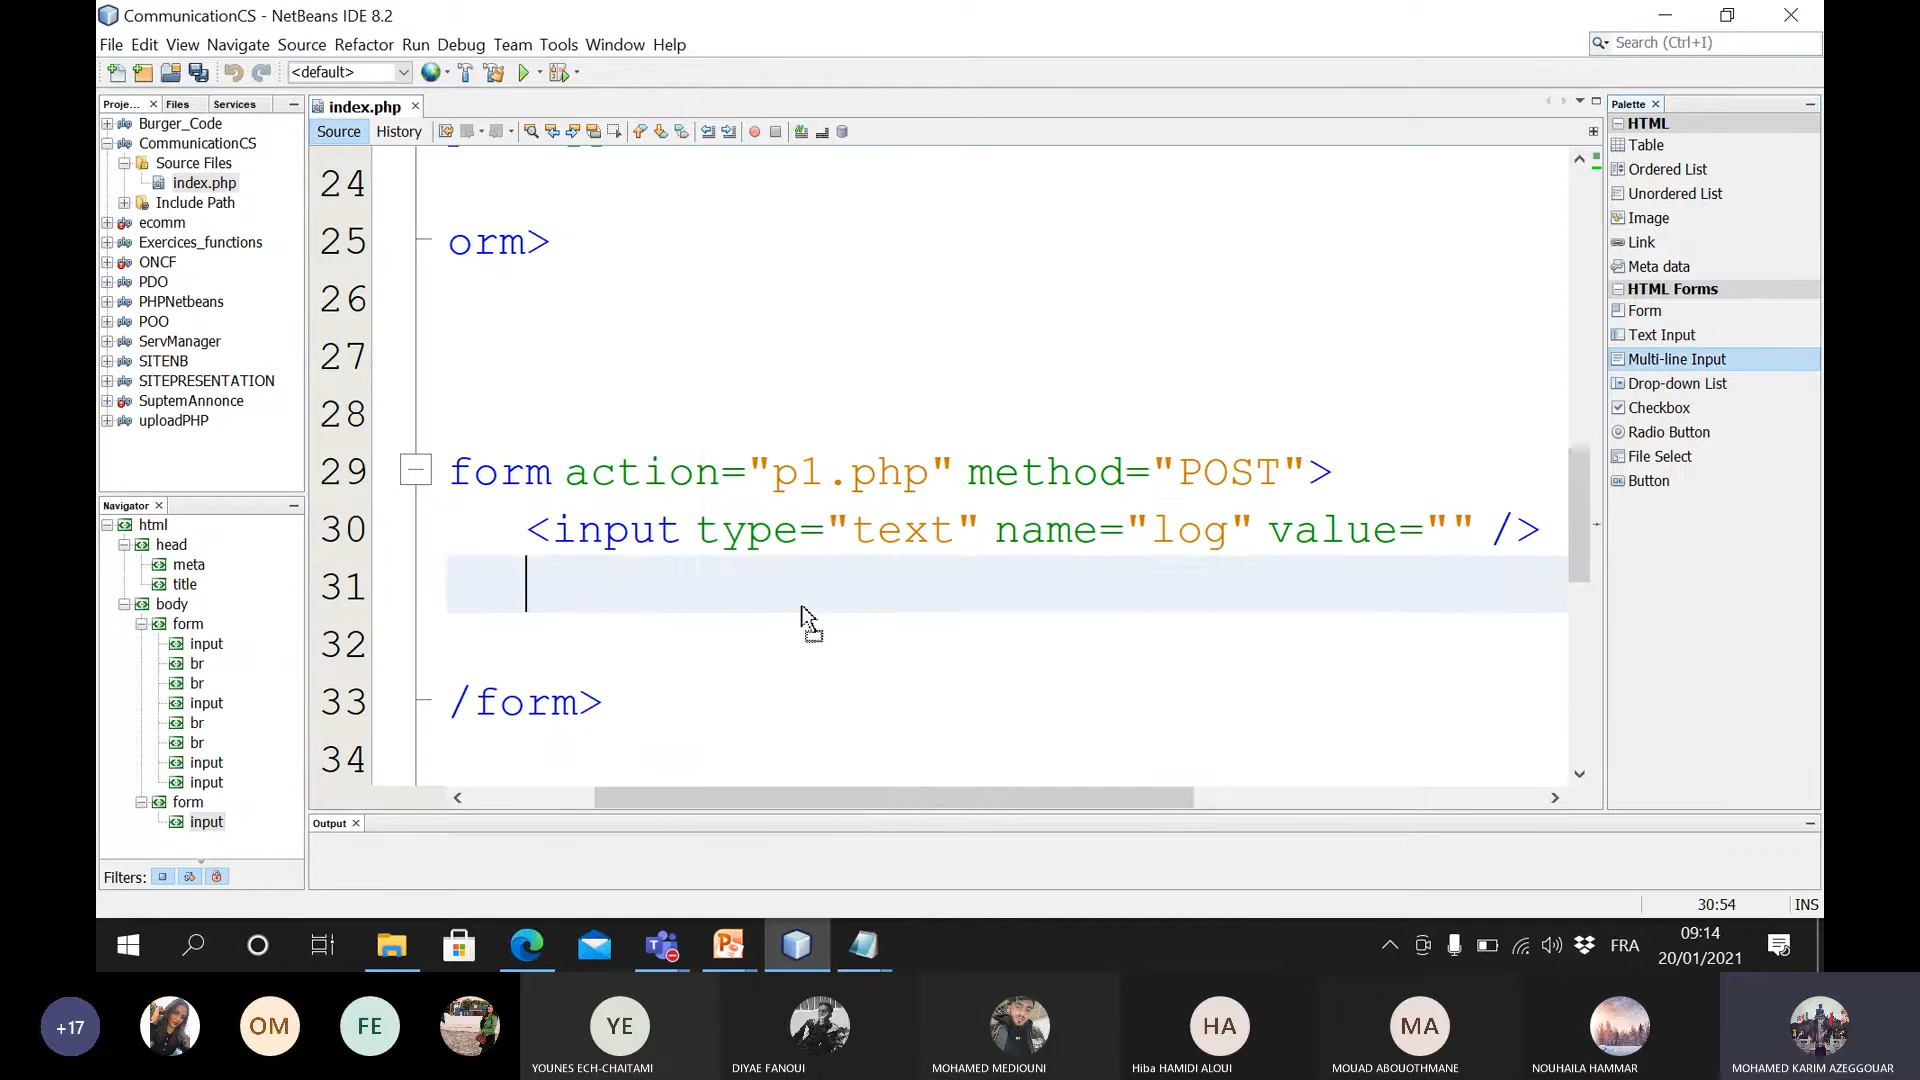 CommunicationCS - NetBeans IDE 8.2
File Edit View Navigate Source Refactor Run Debug Team Tools Window Help
Search (Ctrl+I)
<default>
Proje... Files Services
Burger_Code
CommunicationCS
Source Files
index.php
Include Path
ecomm
Exercices_functions
ONCF
PDO
PHPNetbeans
POO
ServManager
SITENB
SITEPRESENTATION
SuptemAnnonce
uploadPHP
Navigator
html
head
meta
title
body
form
input
br
br
input
br
br
input
input
form
input
Filters:
index.php
Source History
24
25 orm>
26
27
28
29 form action="p1.php" method="POST">
30 <input type="text" name="log" value="" />
31
32
33 /form>
34
Output
Palette
HTML
Table
Ordered List
Unordered List
Image
Link
Meta data
HTML Forms
Form
Text Input
Multi-line Input
Drop-down List
Checkbox
Radio Button
File Select
Button
30:54 INS
FRA
09:14
20/01/2021
+17
OM
FE
YE
YOUNES ECH-CHAITAMI
DIYAE FANOUI
MOHAMED MEDIOUNI
HA
Hiba HAMIDI ALOUI
MA
MOUAD ABOUOTHMANE
NOUHAILA HAMMAR
MOHAMED KARIM AZEGGOUAR